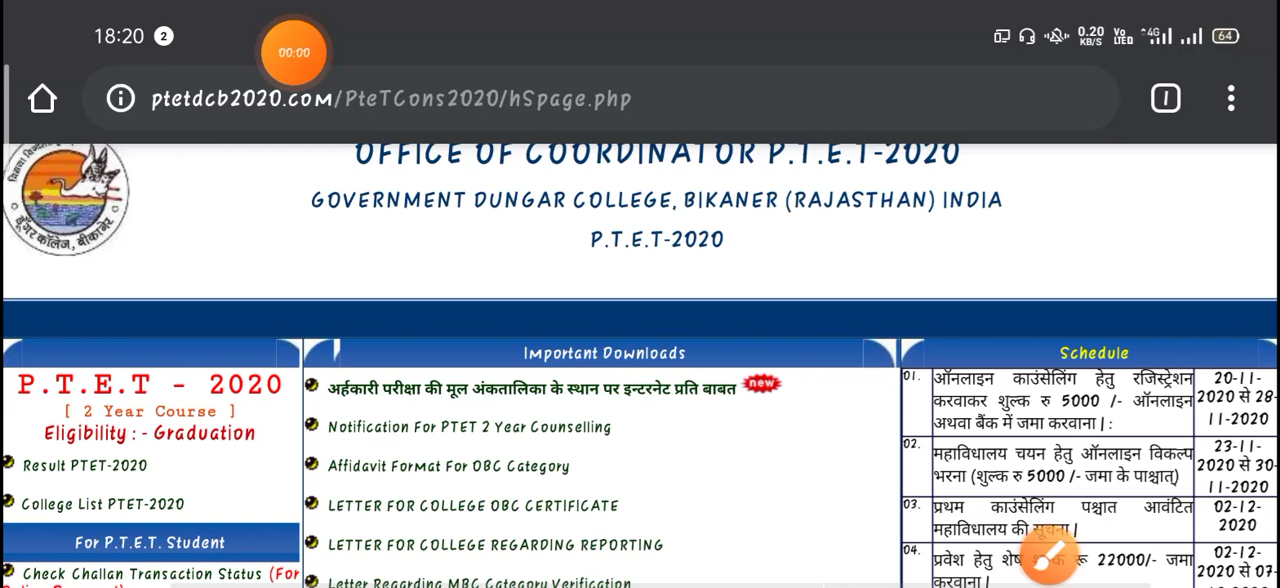 18:20 2
00:00
0.20 KB/S VoLTED 4G 64
ptetdcb2020.com/PteTCons2020/hSpage.php
OFFICE OF COORDINATOR P.T.E.T-2020
GOVERNMENT DUNGAR COLLEGE, BIKANER (RAJASTHAN) INDIA
P.T.E.T-2020
डूँगर कॉलेज, बीकानेर
P.T.E.T - 2020
[ 2 Year Course ]
Eligibility : - Graduation
Result PTET-2020
College List PTET-2020
For P.T.E.T. Student
Check Challan Transaction Status (For
Important Downloads
अर्हकारी परीक्षा की मूल अंकतालिका के स्थान पर इन्टरनेट प्रति बाबत new
Notification For PTET 2 Year Counselling
Affidavit Format For OBC Category
LETTER FOR COLLEGE OBC CERTIFICATE
LETTER FOR COLLEGE REGARDING REPORTING
Letter Regarding MBC Category Verification
Schedule
01. ऑनलाइन काउंसेलिंग हेतु रजिस्ट्रेशन
करवाकर शुल्क रु 5000 /- ऑनलाइन
अथवा बैंक में जमा करवाना | :
20-11-
2020 से 28-
11-2020
02. महाविधालय चयन हेतु ऑनलाइन विकल्प
भरना (शुल्क रु 5000 /- जमा के पाश्चात्)
23-11-
2020 से 30-
11-2020
03. प्रथम काउंसेलिंग पश्चात आवंटित
महाविधालय की सूचना |
02-12-
2020
04. प्रवेश हेतु शेष शुल्क रू 22000/- जमा
करवाना |
02-12-
2020 से 07-